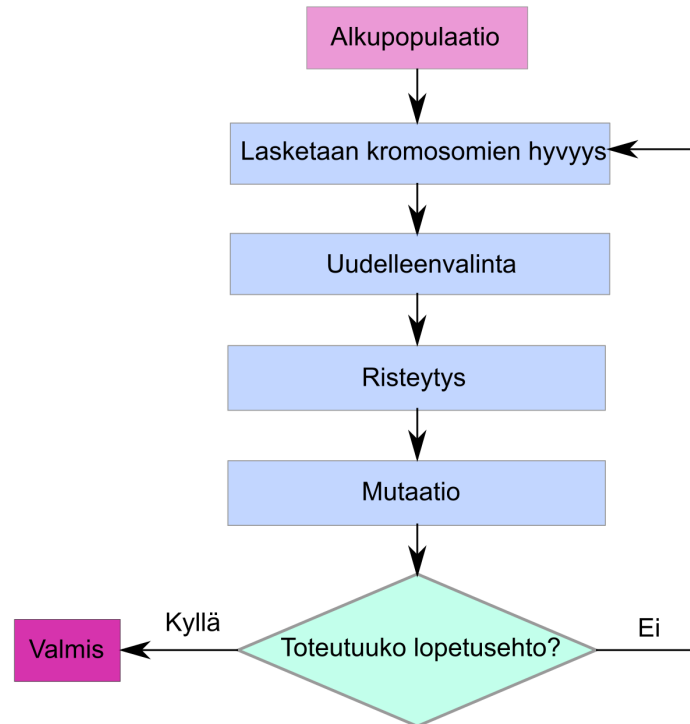 Alkupopulaatio
Lasketaan kromosomien hyvyys
Uudelleenvalinta
Risteytys
Mutaatio
Toteutuuko lopetusehto?
Kyllä
Ei
Valmis